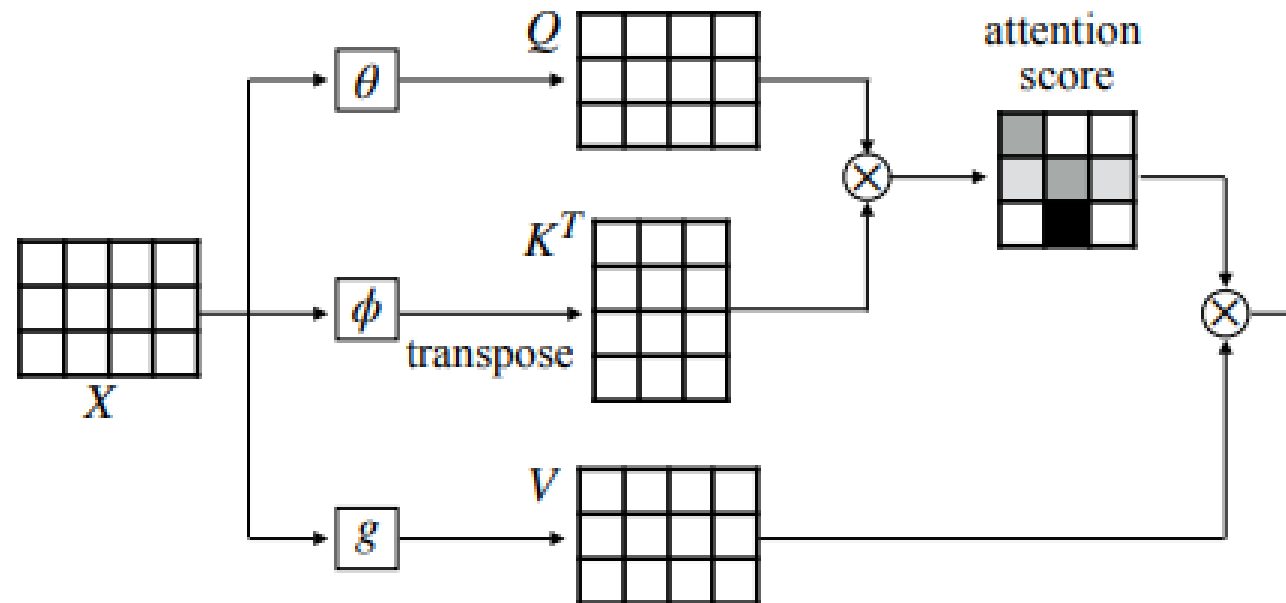 Q
attention
score
θ
K^T
ϕ
transpose
X
V
g